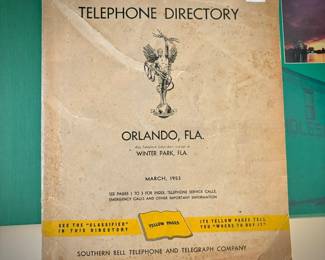 TELEPHONE DIRECTORY
ORLANDO, FLA.
WINTER PARK, FLA.
MARCH, 1953
SEE PAGES 1 TO 5 FOR INDEX, TELEPHONE SERVICE CALLS,
EMERGENCY CALLS AND OTHER IMPORTANT INFORMATION
SEE THE "CLASSIFIED"
IN THIS DIRECTORY
YELLOW PAGES
ITS YELLOW PAGES TELL
YOU "WHERE TO BUY IT"
SOUTHERN BELL TELEPHONE AND TELEGRAPH COMPANY